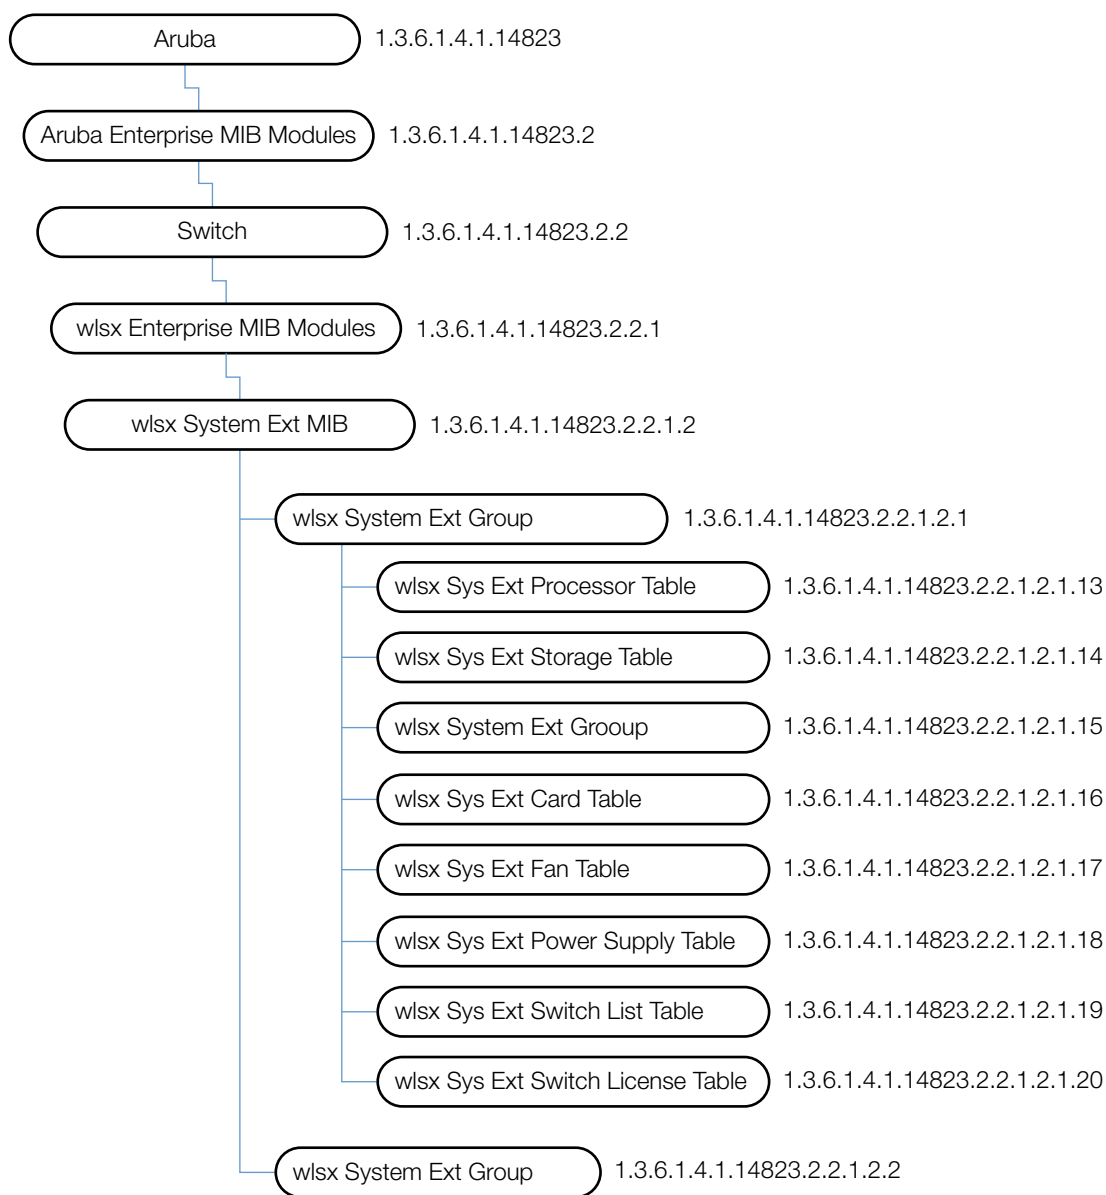 Aruba 1.3.6.1.4.1.14823
Aruba Enterprise MIB Modules 1.3.6.1.4.1.14823.2
Switch 1.3.6.1.4.1.14823.2.2
wlsx Enterprise MIB Modules 1.3.6.1.4.1.14823.2.2.1
wlsx System Ext MIB 1.3.6.1.4.1.14823.2.2.1.2
wlsx System Ext Group 1.3.6.1.4.1.14823.2.2.1.2.1
wlsx Sys Ext Processor Table 1.3.6.1.4.1.14823.2.2.1.2.1.13
wlsx Sys Ext Storage Table 1.3.6.1.4.1.14823.2.2.1.2.1.14
wlsx System Ext Grooup 1.3.6.1.4.1.14823.2.2.1.2.1.15
wlsx Sys Ext Card Table 1.3.6.1.4.1.14823.2.2.1.2.1.16
wlsx Sys Ext Fan Table 1.3.6.1.4.1.14823.2.2.1.2.1.17
wlsx Sys Ext Power Supply Table 1.3.6.1.4.1.14823.2.2.1.2.1.18
wlsx Sys Ext Switch List Table 1.3.6.1.4.1.14823.2.2.1.2.1.19
wlsx Sys Ext Switch License Table 1.3.6.1.4.1.14823.2.2.1.2.1.20
wlsx System Ext Group 1.3.6.1.4.1.14823.2.2.1.2.2